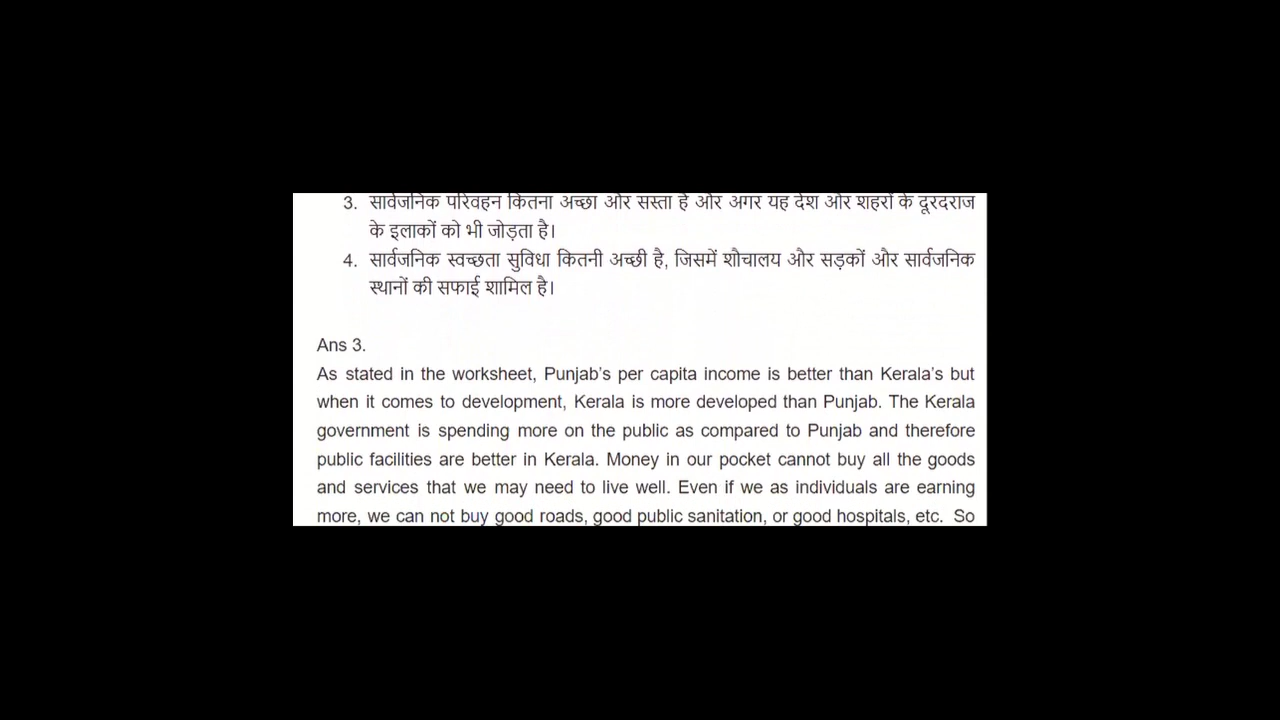 3. सार्वजनिक परिवहन कितना अच्छा और सस्ता है और अगर यह देश और शहरों के दूरदराज
के इलाकों को भी जोड़ता है।
4. सार्वजनिक स्वच्छता सुविधा कितनी अच्छी है, जिसमें शौचालय और सड़कों और सार्वजनिक
स्थानों की सफाई शामिल है।
Ans 3.
As stated in the worksheet, Punjab’s per capita income is better than Kerala’s but
when it comes to development, Kerala is more developed than Punjab. The Kerala
government is spending more on the public as compared to Punjab and therefore
public facilities are better in Kerala. Money in our pocket cannot buy all the goods
and services that we may need to live well. Even if we as individuals are earning
more, we can not buy good roads, good public sanitation, or good hospitals, etc. So